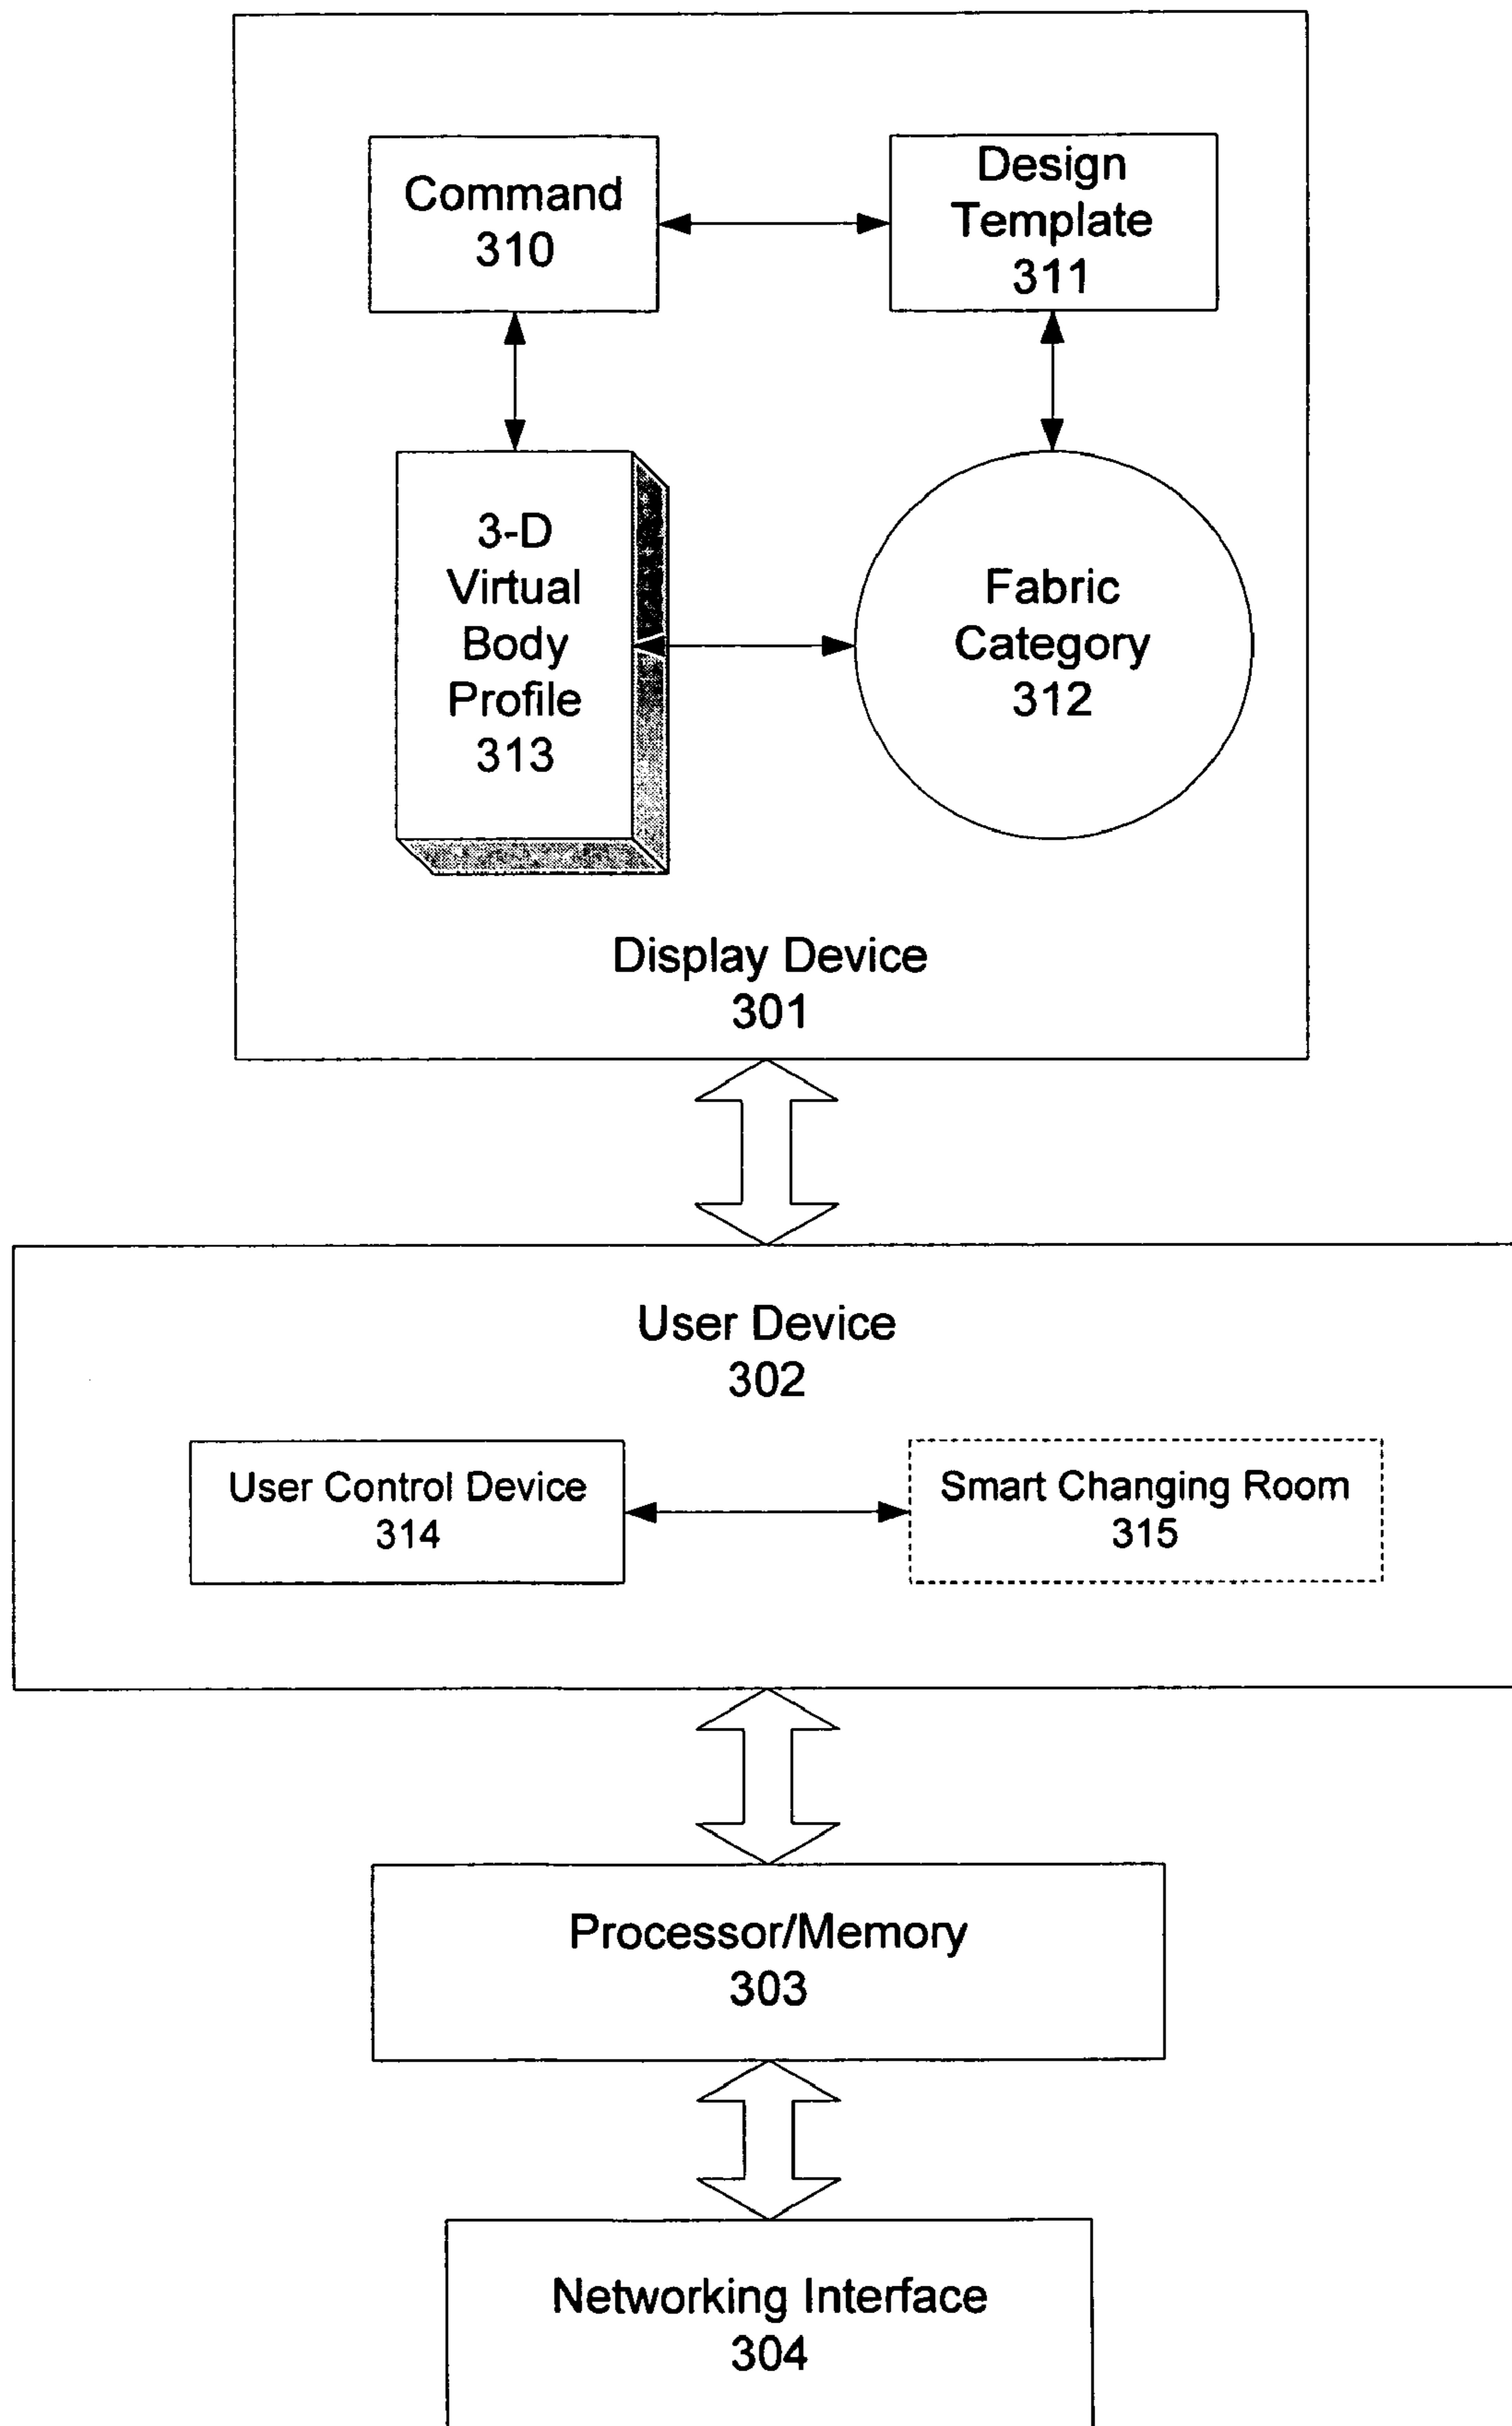 Command
310
Design
Template
311
3-D
Virtual
Body
Profile
313
Fabric
Category
312
Display Device
301
User Device
302
User Control Device
314
Smart Changing Room
315
Processor/Memory
303
Networking Interface
304